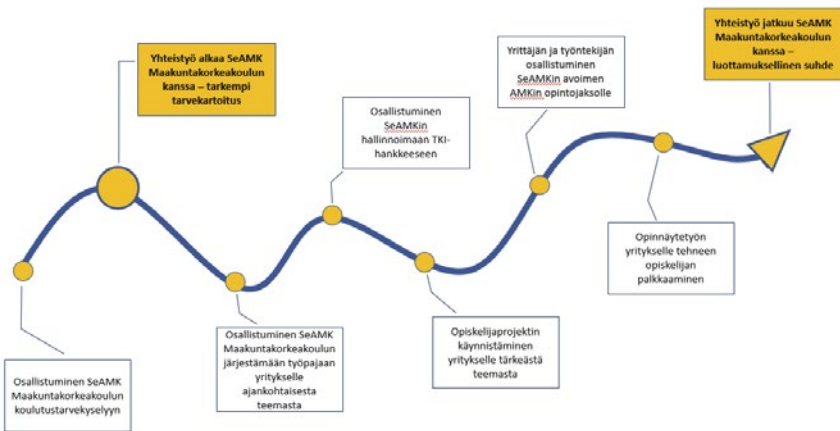 Yhteistyö alkaa SeAMK
Maakuntakorkeakoulun
kanssa – tarkempi
tarvekartoitus
Osallistuminen
SeAMKin
hallinnoimaan TKI-
hankkeeseen
Yrittäjän ja työntekijän
osallistuminen
SeAMKin avoimen
AMKin opintojaksolle
Yhteistyö jatkuu SeAMK
Maakuntakorkeakoulun
kanssa –
luottamuksellinen suhde
Osallistuminen SeAMK
Maakuntakorkeakoulun
koulutustarvekyselyyn
Osallistuminen SeAMK
Maakuntakorkeakoulun
järjestämään työpajaan
yritykselle
ajankohtaisesta
teemasta
Opiskelijaprojektin
käynnistäminen
yritykselle tärkeästä
teemasta
Opinnäytetyön
yritykselle tehneen
opiskelijan
palkkaaminen